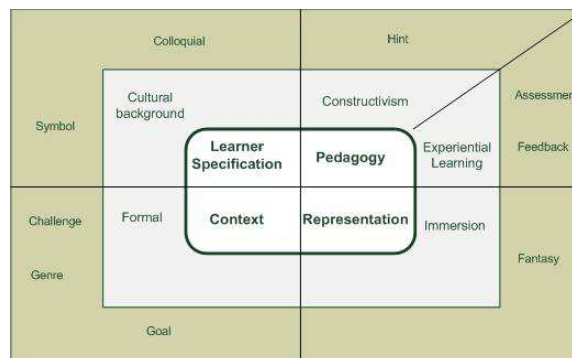 Colloquial
Hint
Cultural
background
Constructivism
Assessmen
Symbol
Learner
Specification
Pedagogy
Experiential
Learning
Feedback
Challenge
Formal
Context
Representation
Immersion
Genre
Fantasy
Goal